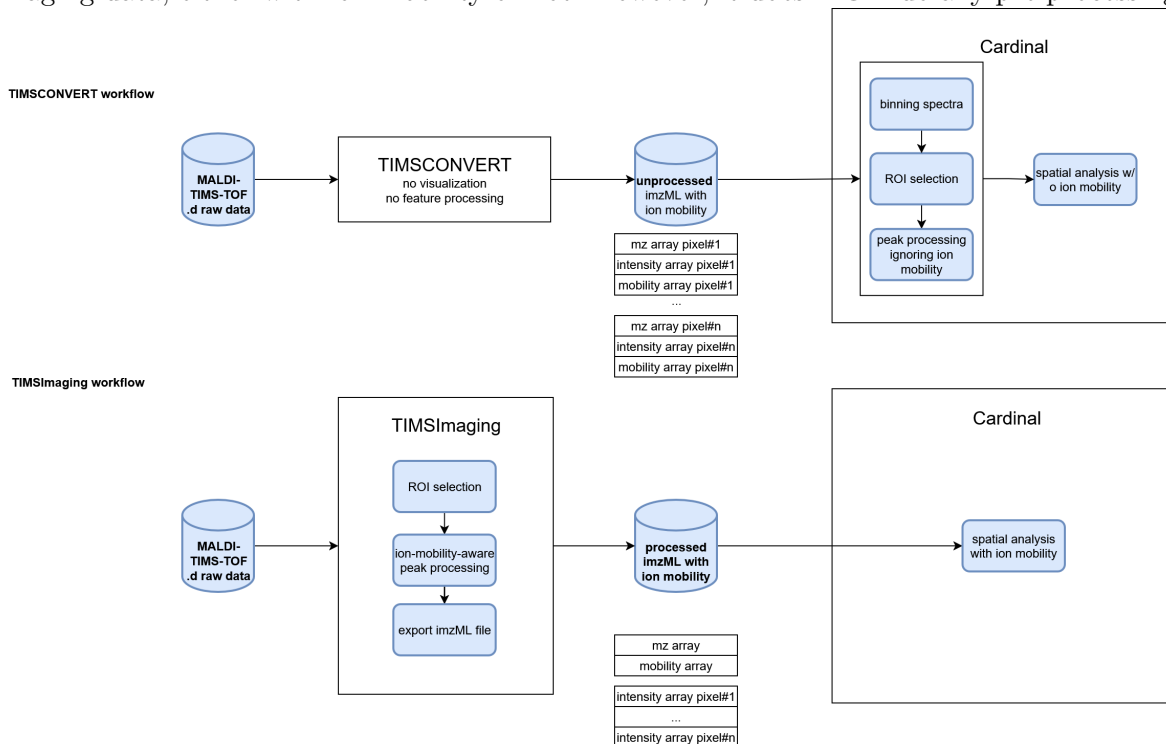 Cardinal
TIMSCONVERT workflow
MALDI-
TIMS-TOF
.d raw data
TIMSCONVERT
no visualization
no feature processing
unprocessed
imzML with
ion mobility
mz array pixel#1
intensity array pixel#1
mobility array pixel#1
...
mz array pixel#n
intensity array pixel#n
mobility array pixel#n
binning spectra
ROI selection
peak processing
ignoring ion
mobility
spatial analysis w/
o ion mobility
TIMSImaging workflow
MALDI-
TIMS-TOF
.d raw data
TIMSImaging
ROI selection
ion-mobility-aware
peak processing
export imzML file
processed
imzML with
ion mobility
mz array
mobility array
intensity array pixel#1
...
intensity array pixel#n
Cardinal
spatial analysis
with ion mobility